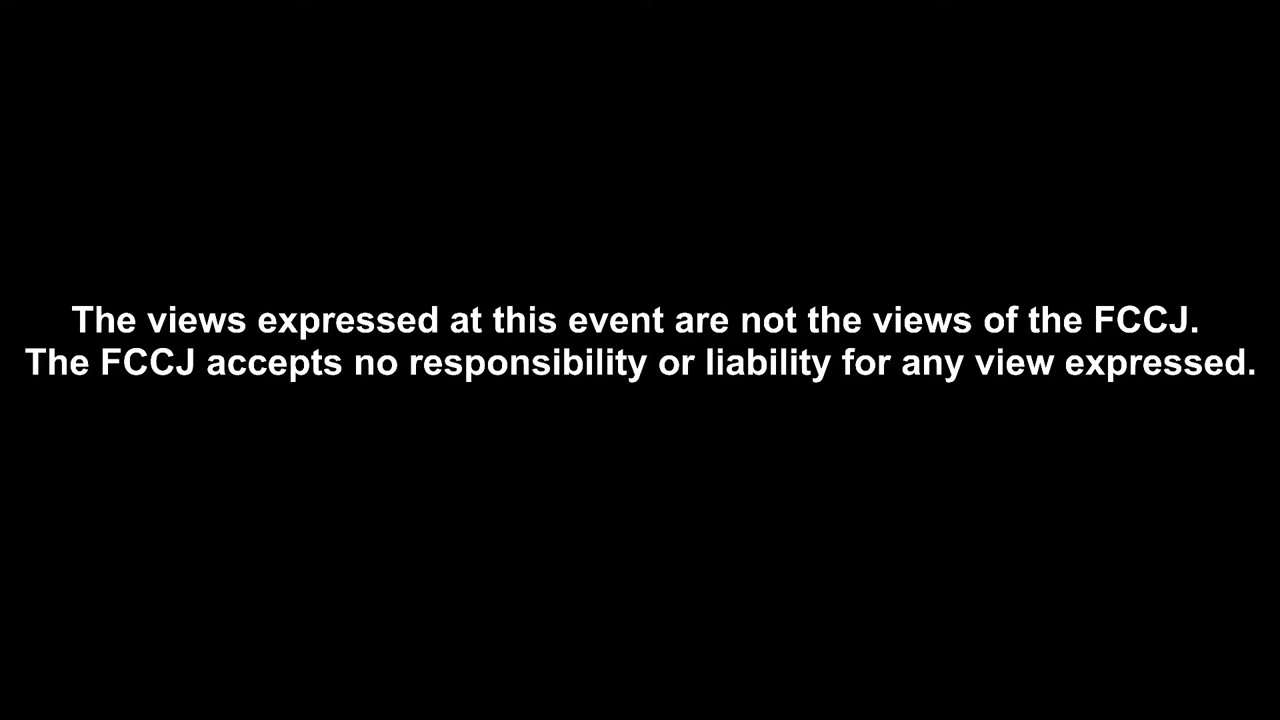 The views expressed at this event are not the views of the FCCJ.
The FCCJ accepts no responsibility or liability for any view expressed.